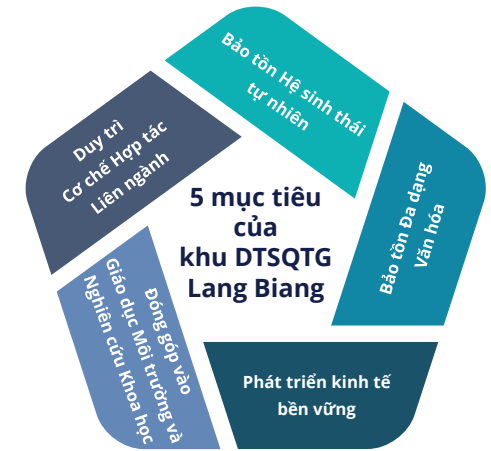 5 mục tiêu
của
khu DTSQTG
Lang Biang
Bảo tồn Hệ sinh thái
tự nhiên
Bảo tồn Đa dạng
Văn hóa
Phát triển kinh tế
bền vững
Đóng góp vào
Giáo dục Môi trường và
Nghiên cứu Khoa học
Duy trì
Cơ chế Hợp tác
Liên ngành